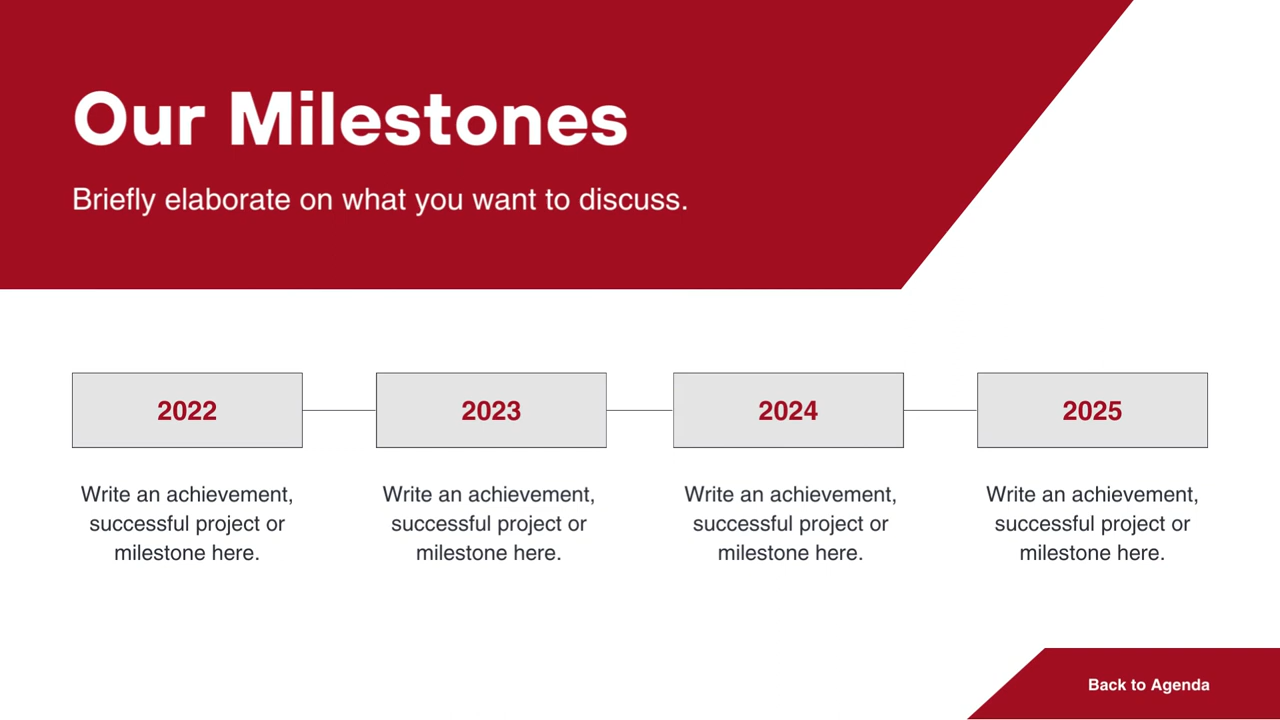 Our Milestones
Briefly elaborate on what you want to discuss.
2022
2023
2024
2025
Write an achievement,
successful project or
milestone here.
Write an achievement,
successful project or
milestone here.
Write an achievement,
successful project or
milestone here.
Write an achievement,
successful project or
milestone here.
Back to Agenda